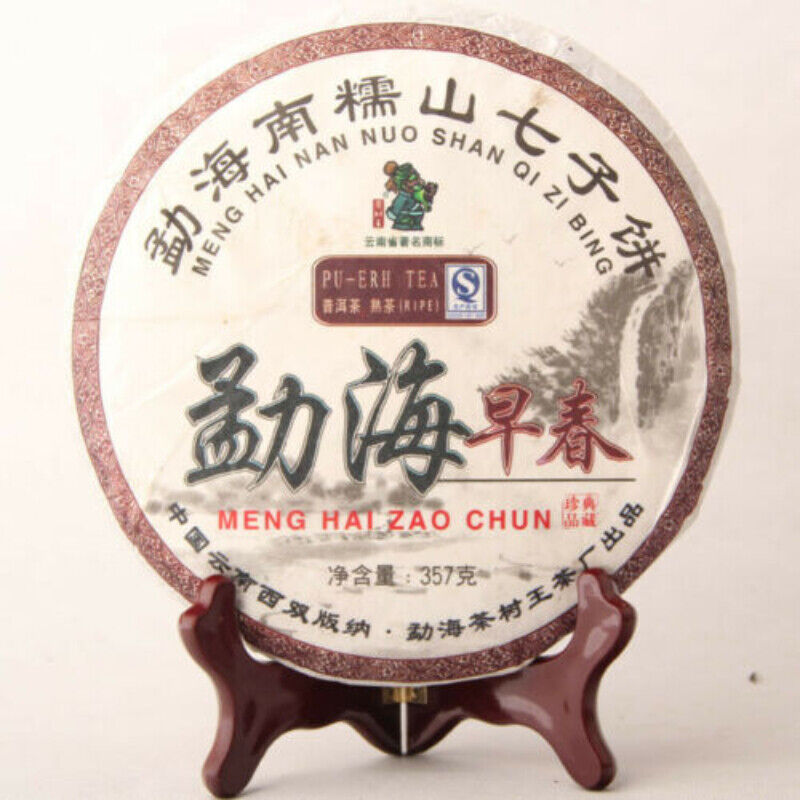 勐海南糯山七子饼
MENG HAI NAN NUO SHAN QI ZI BING
云南省著名商标
PU-ERH TEA
普洱茶 熟茶(RIPE)
勐海早春
MENG HAI ZAO CHUN
珍品典藏
净含量:357克
中国云南西双版纳·勐海茶树王茶厂出品